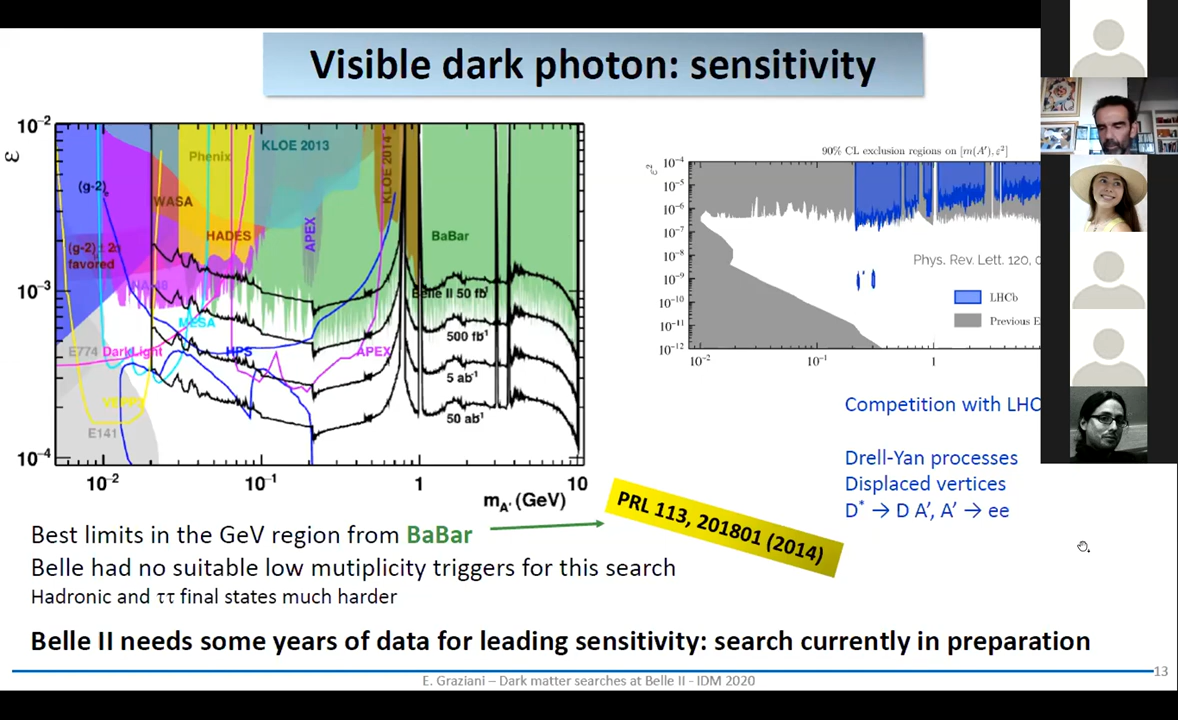 Visible dark photon: sensitivity
10⁻²
ε
KLOE 2013
KLOE 2014
Phenix
(g-2)ₑ
WASA
HADES
APEX
BaBar
favored
10⁻³
Belle II 50 fb⁻¹
MESA
500 fb⁻¹
E774
DarkLight
HPS
APEX
5 ab⁻¹
VEPP3
50 ab⁻¹
E141
10⁻⁴
10⁻²
10⁻¹
1
10
m_A' (GeV)
90% CL exclusion regions on [m(A′), ε²]
ε²
10⁻⁴
10⁻⁵
10⁻⁶
10⁻⁷
10⁻⁸
10⁻⁹
10⁻¹⁰
10⁻¹¹
10⁻¹²
Phys. Rev. Lett. 120,
LHCb
Previous E
10⁻²
10⁻¹
1
Competition with LHC
Drell-Yan processes
Displaced vertices
D* → D A′, A′ → ee
PRL 113, 201801 (2014)
Best limits in the GeV region from BaBar
Belle had no suitable low mutiplicity triggers for this search
Hadronic and ττ final states much harder
Belle II needs some years of data for leading sensitivity: search currently in preparation
E. Graziani – Dark matter searches at Belle II - IDM 2020
13